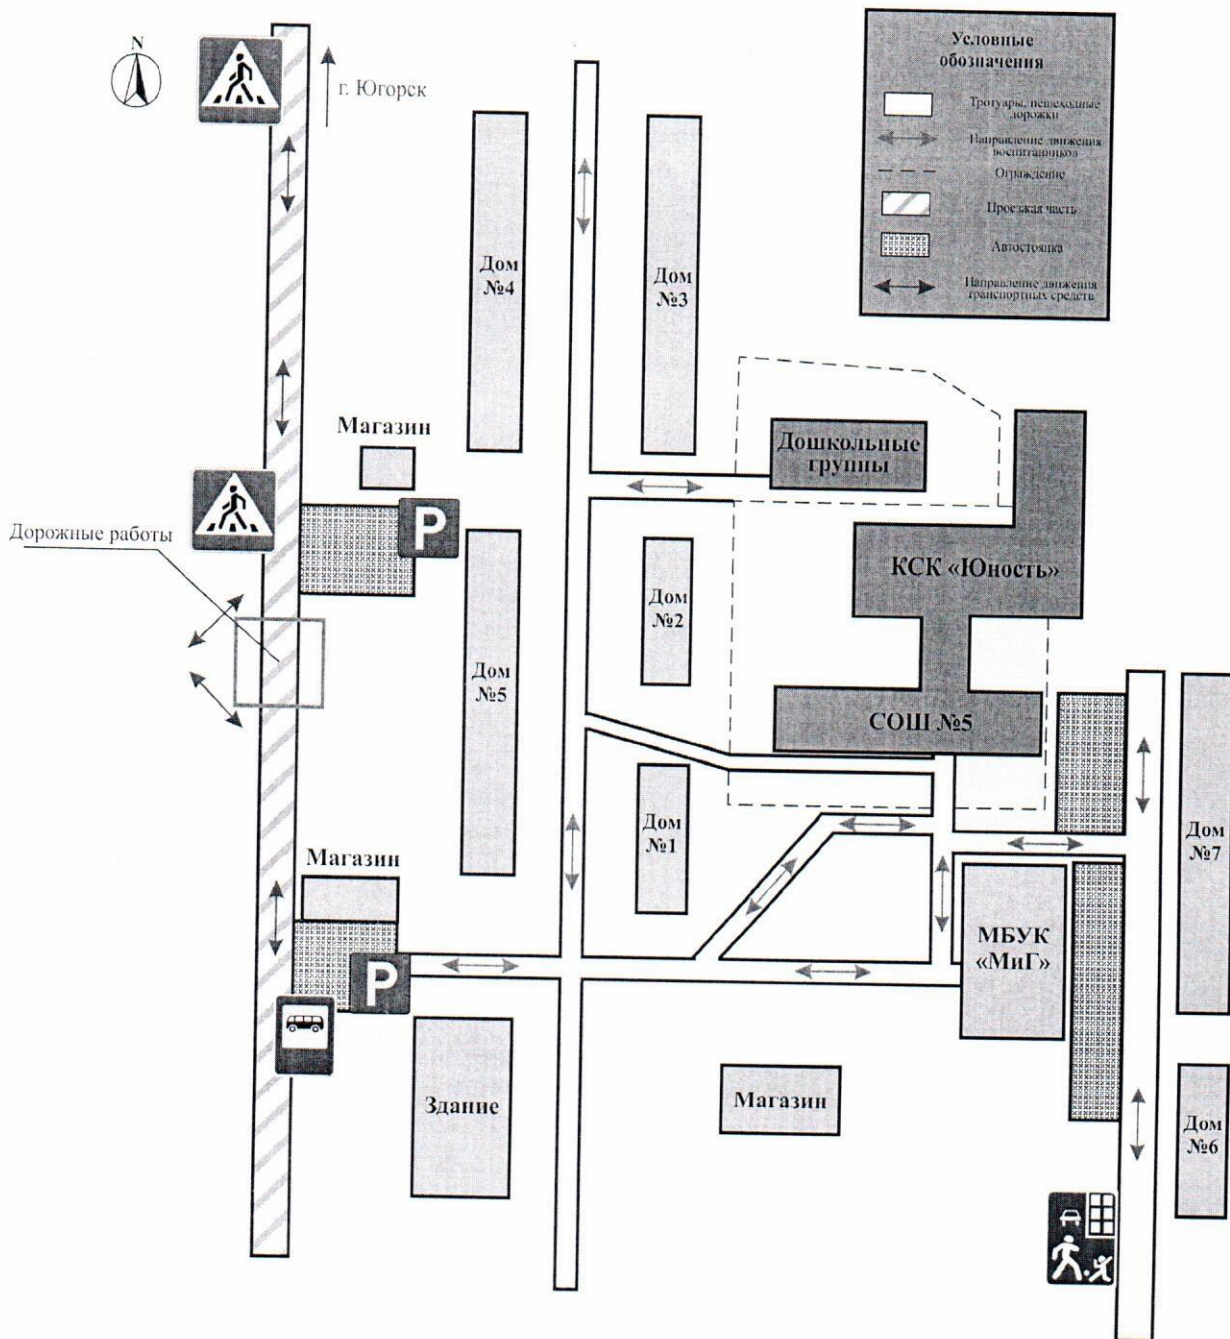 N
г. Югорск
Условные
обозначения
Тротуары, пешеходные
дорожки
Направление движения
воспитанников
Ограждение
Проезжая часть
Автостоянка
Направление движения
транспортных средств
Дом
№4
Дом
№3
Магазин
Дошкольные
группы
P
Дорожные работы
КСК «Юность»
Дом
№2
Дом
№5
СОШ №5
Дом
№1
Дом
№7
Магазин
МБУК
«МиГ»
P
Здание
Магазин
Дом
№6